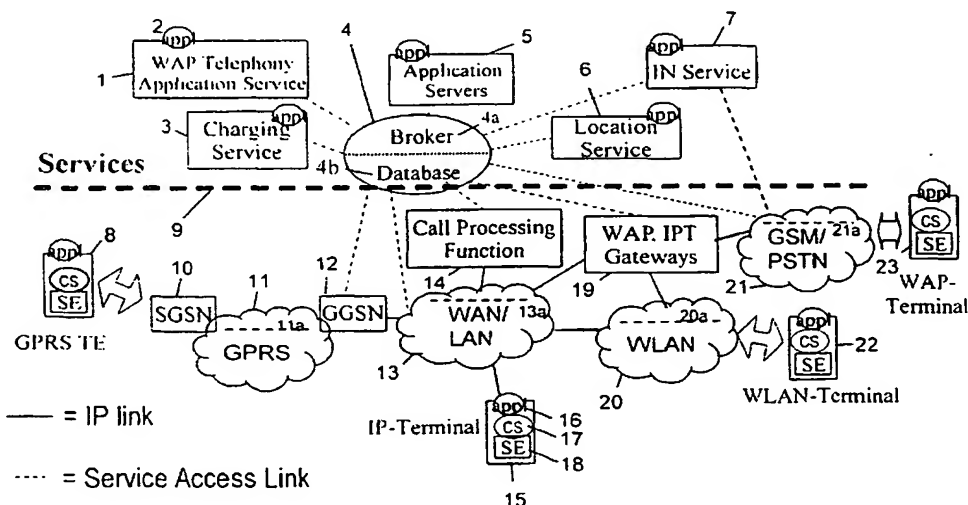 2
4
5
7
appl
appl
appl
1
WAP Telephony
Application Service
Application
Servers
IN Service
6
3
appl
Charging
Service
Broker
4a
appl
Location
Service
4b
Database
Services
9
8
appl
CS
SE
GPRS TE
10
SGSN
11
11a
GPRS
12
GGSN
Call Processing
Function
14
WAP, IPT
Gateways
19
21a
GSM/
PSTN
21
appl
CS
SE
23
WAP-
Terminal
13a
WAN/
LAN
13
20a
WLAN
20
appl
CS
SE
22
WLAN-Terminal
IP-Terminal
appl
16
CS
17
SE
18
15
= IP link
= Service Access Link